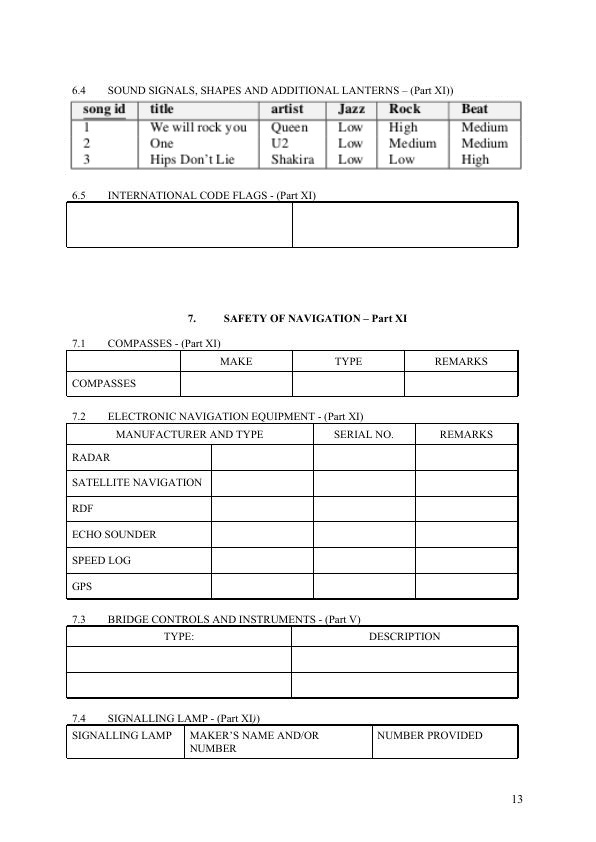 6.4 SOUND SIGNALS, SHAPES AND ADDITIONAL LANTERNS – (Part XI))
song id title artist Jazz Rock Beat
1 We will rock you Queen Low High Medium
2 One U2 Low Medium Medium
3 Hips Don't Lie Shakira Low Low High
6.5 INTERNATIONAL CODE FLAGS - (Part XI)
7. SAFETY OF NAVIGATION – Part XI
7.1 COMPASSES - (Part XI)
MAKE TYPE REMARKS
COMPASSES
7.2 ELECTRONIC NAVIGATION EQUIPMENT - (Part XI)
MANUFACTURER AND TYPE SERIAL NO. REMARKS
RADAR
SATELLITE NAVIGATION
RDF
ECHO SOUNDER
SPEED LOG
GPS
7.3 BRIDGE CONTROLS AND INSTRUMENTS - (Part V)
TYPE: DESCRIPTION
7.4 SIGNALLING LAMP - (Part XI))
SIGNALLING LAMP MAKER'S NAME AND/OR NUMBER PROVIDED
NUMBER
13